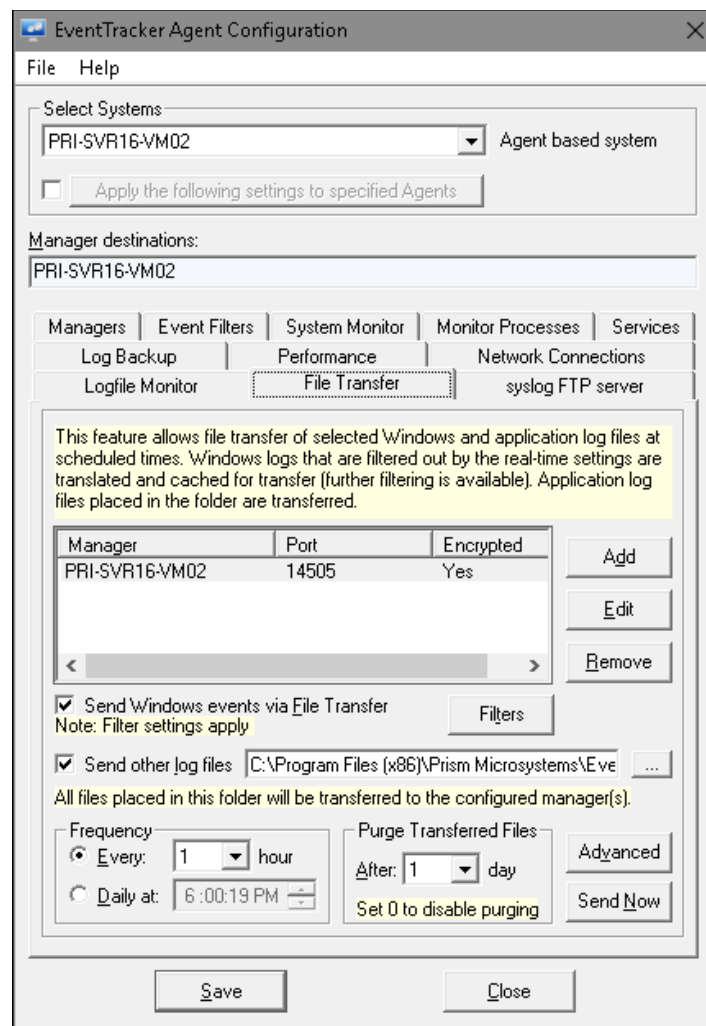 EventTracker Agent Configuration
File Help
Select Systems
PRI-SVR16-VM02 Agent based system
Apply the following settings to specified Agents
Manager destinations:
PRI-SVR16-VM02
Managers Event Filters System Monitor Monitor Processes Services
Log Backup Performance Network Connections
Logfile Monitor File Transfer syslog FTP server
This feature allows file transfer of selected Windows and application log files at
scheduled times. Windows logs that are filtered out by the real-time settings are
translated and cached for transfer (further filtering is available). Application log
files placed in the folder are transferred.
Manager Port Encrypted
PRI-SVR16-VM02 14505 Yes
Add
Edit
Remove
Send Windows events via File Transfer
Note: Filter settings apply
Filters
Send other log files C:\Program Files (x86)\Prism Microsystems\Eve ...
All files placed in this folder will be transferred to the configured manager(s).
Frequency
Every: 1 hour
Daily at: 6:00:19 PM
Purge Transferred Files
After: 1 day
Set 0 to disable purging
Advanced
Send Now
Save Close